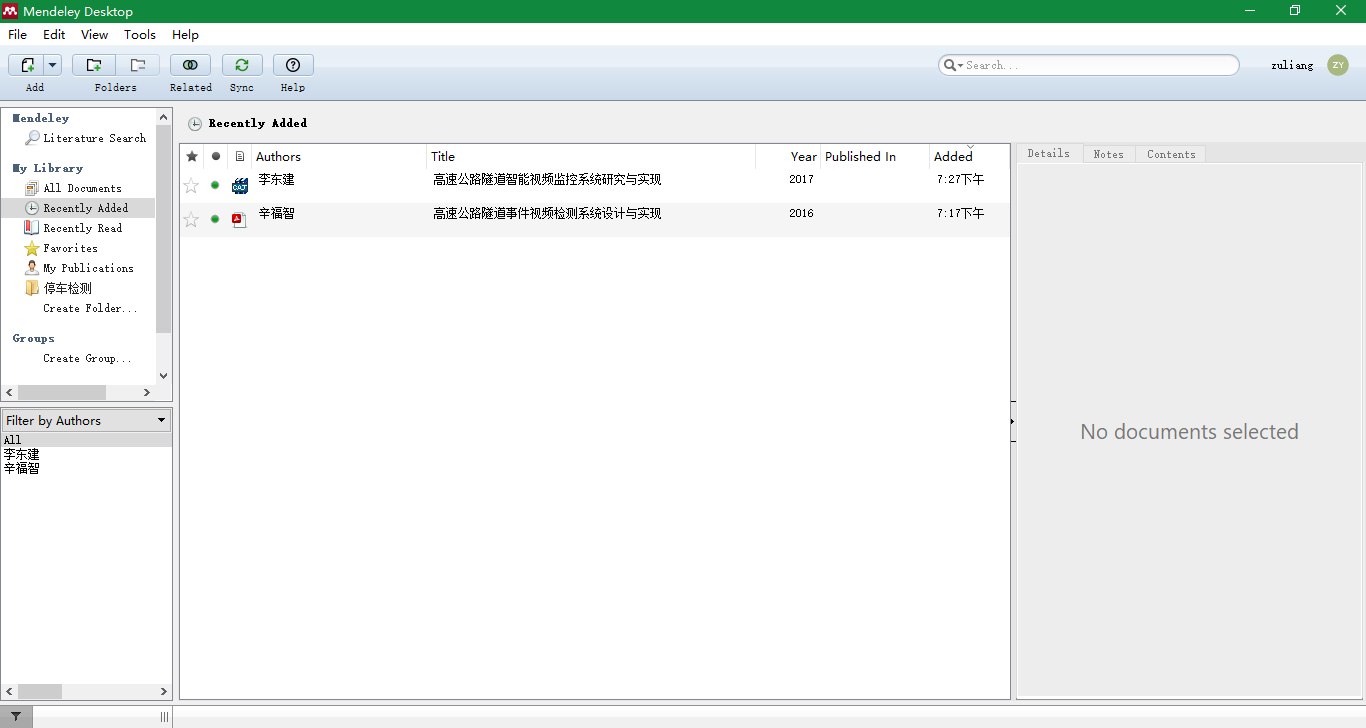 Mendeley Desktop
File Edit View Tools Help
Add Folders Related Sync Help
Search...
zuliang
ZY
Mendeley
Literature Search
My Library
All Documents
Recently Added
Recently Read
Favorites
My Publications
停车检测
Create Folder...
Groups
Create Group...
Filter by Authors
All
李东建
辛福智
Recently Added
Authors Title Year Published In Added
李东建 高速公路隧道智能视频监控系统研究与实现 2017 7:27下午
CAJ
辛福智 高速公路隧道事件视频检测系统设计与实现 2016 7:17下午
Details Notes Contents
No documents selected